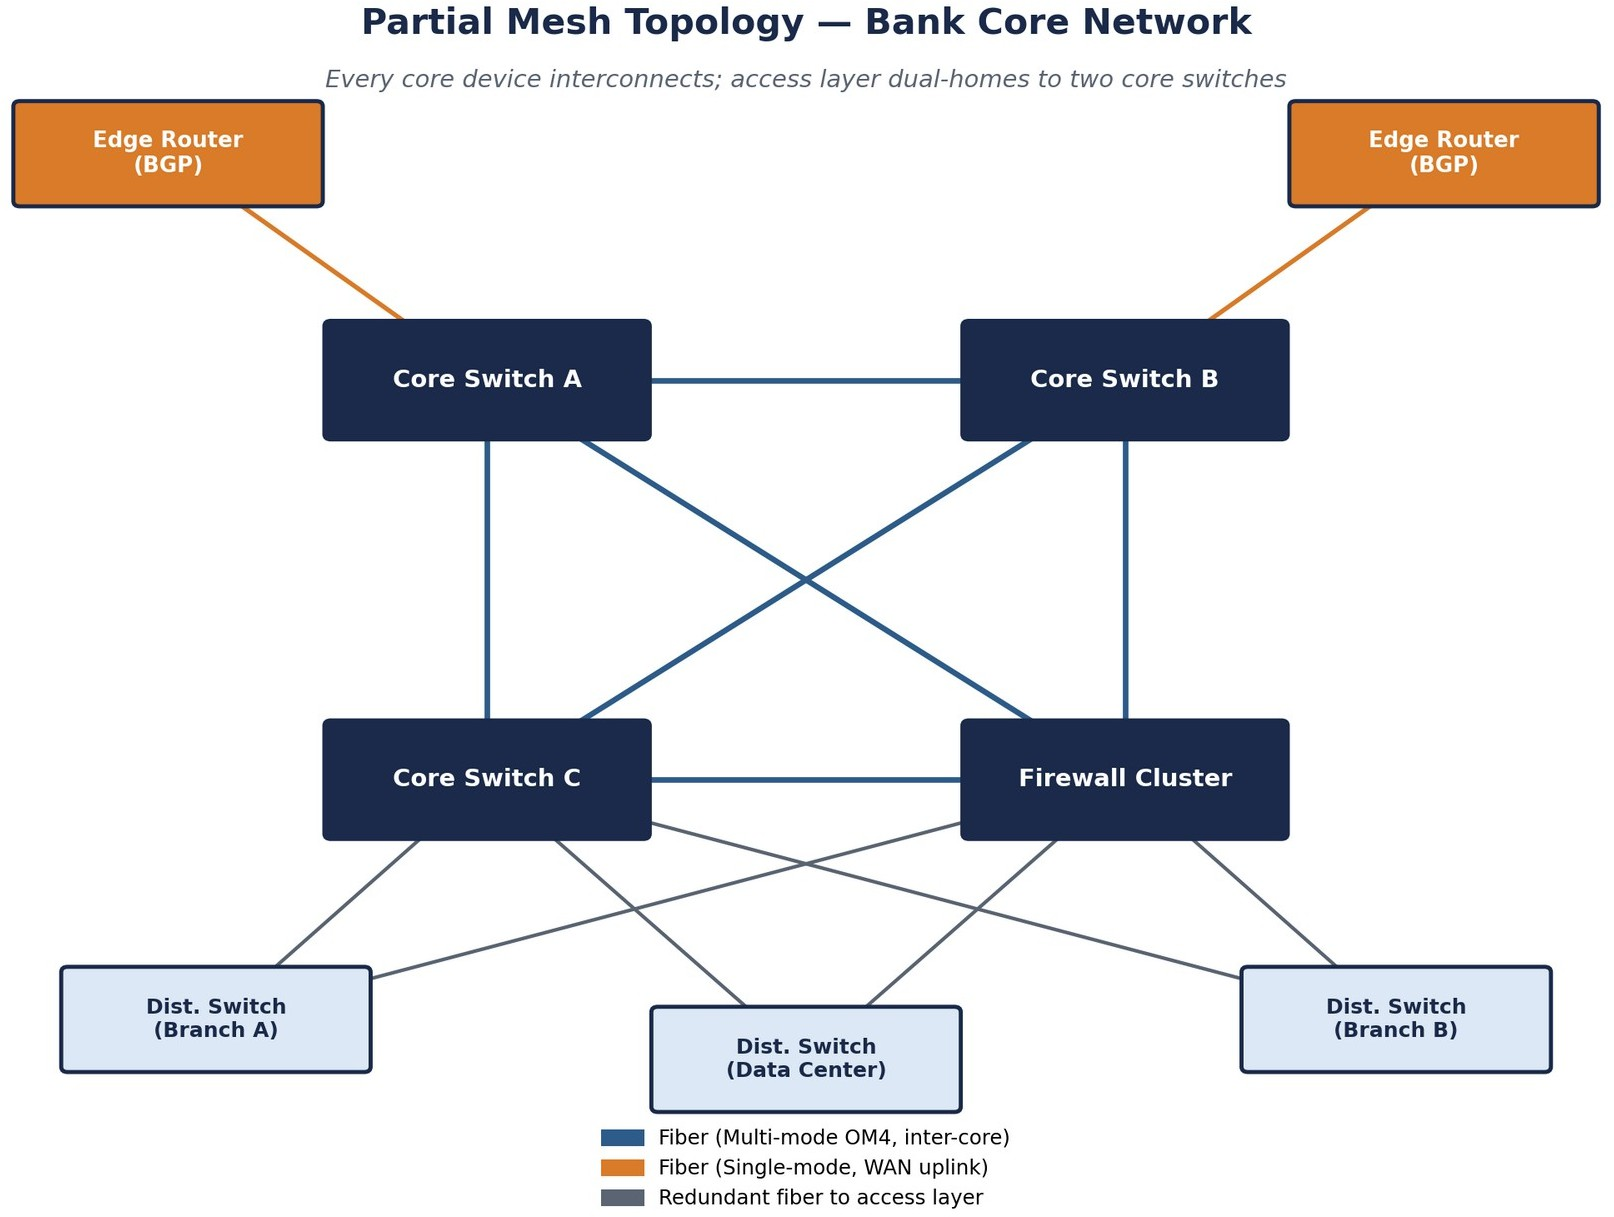 Partial Mesh Topology — Bank Core Network
Every core device interconnects; access layer dual-homes to two core switches
Edge Router
(BGP)
Edge Router
(BGP)
Core Switch A
Core Switch B
Core Switch C
Firewall Cluster
Dist. Switch
(Branch A)
Dist. Switch
(Data Center)
Dist. Switch
(Branch B)
Fiber (Multi-mode OM4, inter-core)
Fiber (Single-mode, WAN uplink)
Redundant fiber to access layer